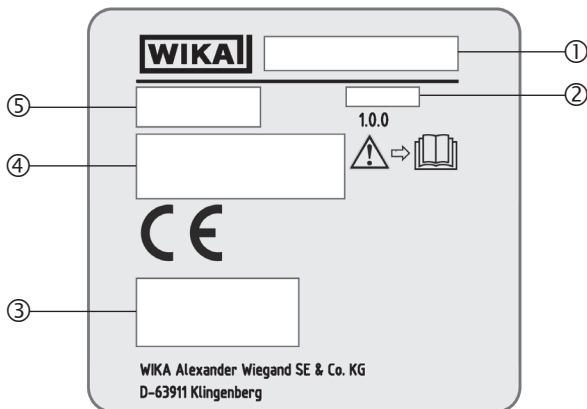 WIKA
①
⑤
②
1.0.0
④
CE
③
WIKA Alexander Wiegand SE & Co. KG
D-63911 Klingenberg